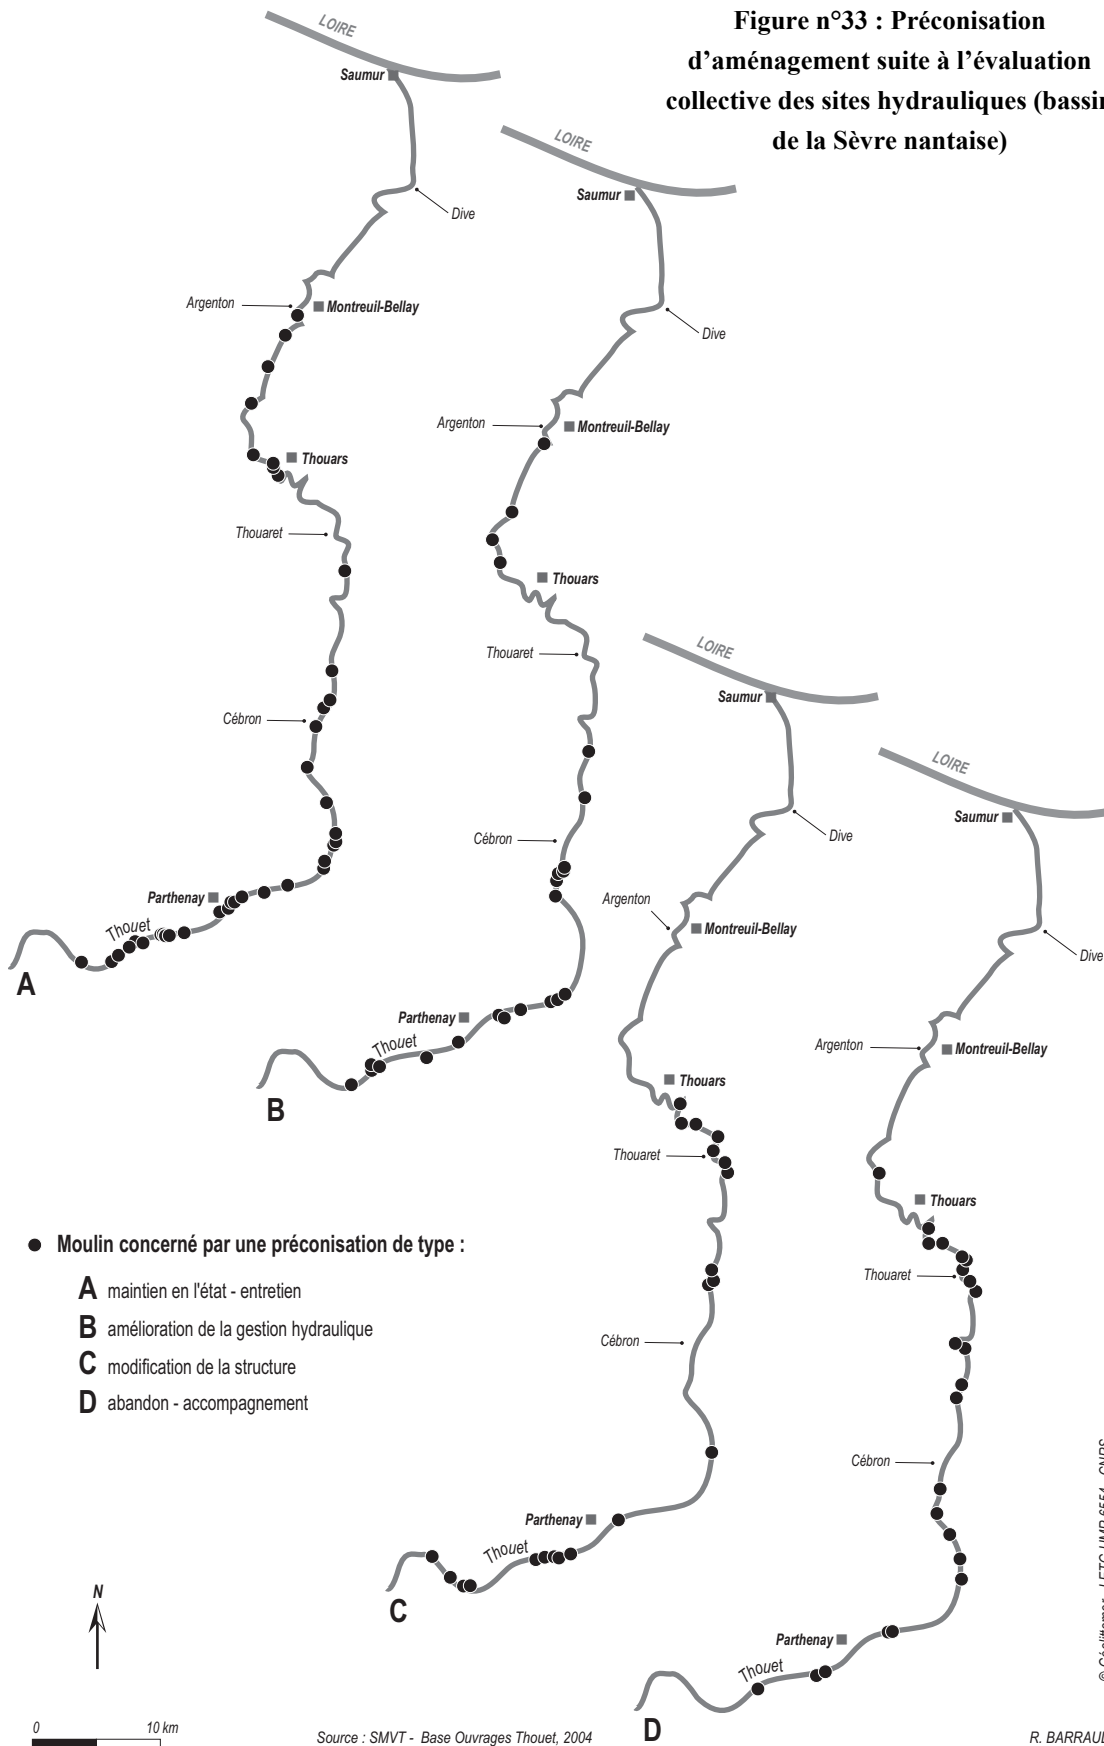 Figure n°33 : Préconisation
d'aménagement suite à l'évaluation
collective des sites hydrauliques (bassin
de la Sèvre nantaise)
LOIRE
Saumur
Dive
Argenton
Montreuil-Bellay
Thouars
Thouaret
Cébron
Parthenay
Thouet
A
LOIRE
Saumur
Dive
Argenton
Montreuil-Bellay
Thouars
Thouaret
Cébron
Parthenay
Thouet
B
LOIRE
Saumur
Dive
Argenton
Montreuil-Bellay
Thouars
Thouaret
Cébron
Parthenay
Thouet
C
LOIRE
Saumur
Dive
Argenton
Montreuil-Bellay
Thouars
Thouaret
Cébron
Parthenay
Thouet
D
Moulin concerné par une préconisation de type :
A maintien en l'état - entretien
B amélioration de la gestion hydraulique
C modification de la structure
D abandon - accompagnement
N
0 10 km
Source : SMVT - Base Ouvrages Thouet, 2004
R. BARRAUD